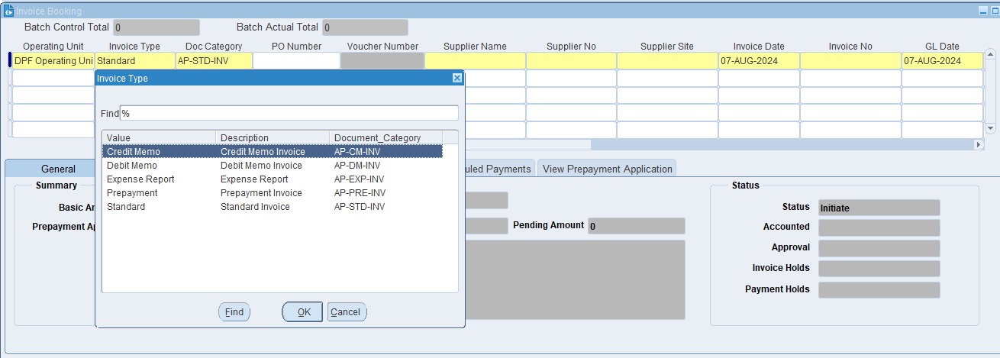 Invoice Booking
Batch Control Total 0 Batch Actual Total 0
Operating Unit Invoice Type Doc Category PO Number Voucher Number Supplier Name Supplier No Supplier Site Invoice Date Invoice No GL Date
DPF Operating Uni Standard AP-STD-INV 07-AUG-2024 07-AUG-2024
Invoice Type
Find %
Value Description Document_Category
Credit Memo Credit Memo Invoice AP-CM-INV
Debit Memo Debit Memo Invoice AP-DM-INV
Expense Report Expense Report AP-EXP-INV
Prepayment Prepayment Invoice AP-PRE-INV
Standard Standard Invoice AP-STD-INV
Find OK Cancel
General uled Payments View Prepayment Application
Summary
Basic Am
Prepayment Ap
Pending Amount 0
Status
Status Initiate
Accounted
Approval
Invoice Holds
Payment Holds